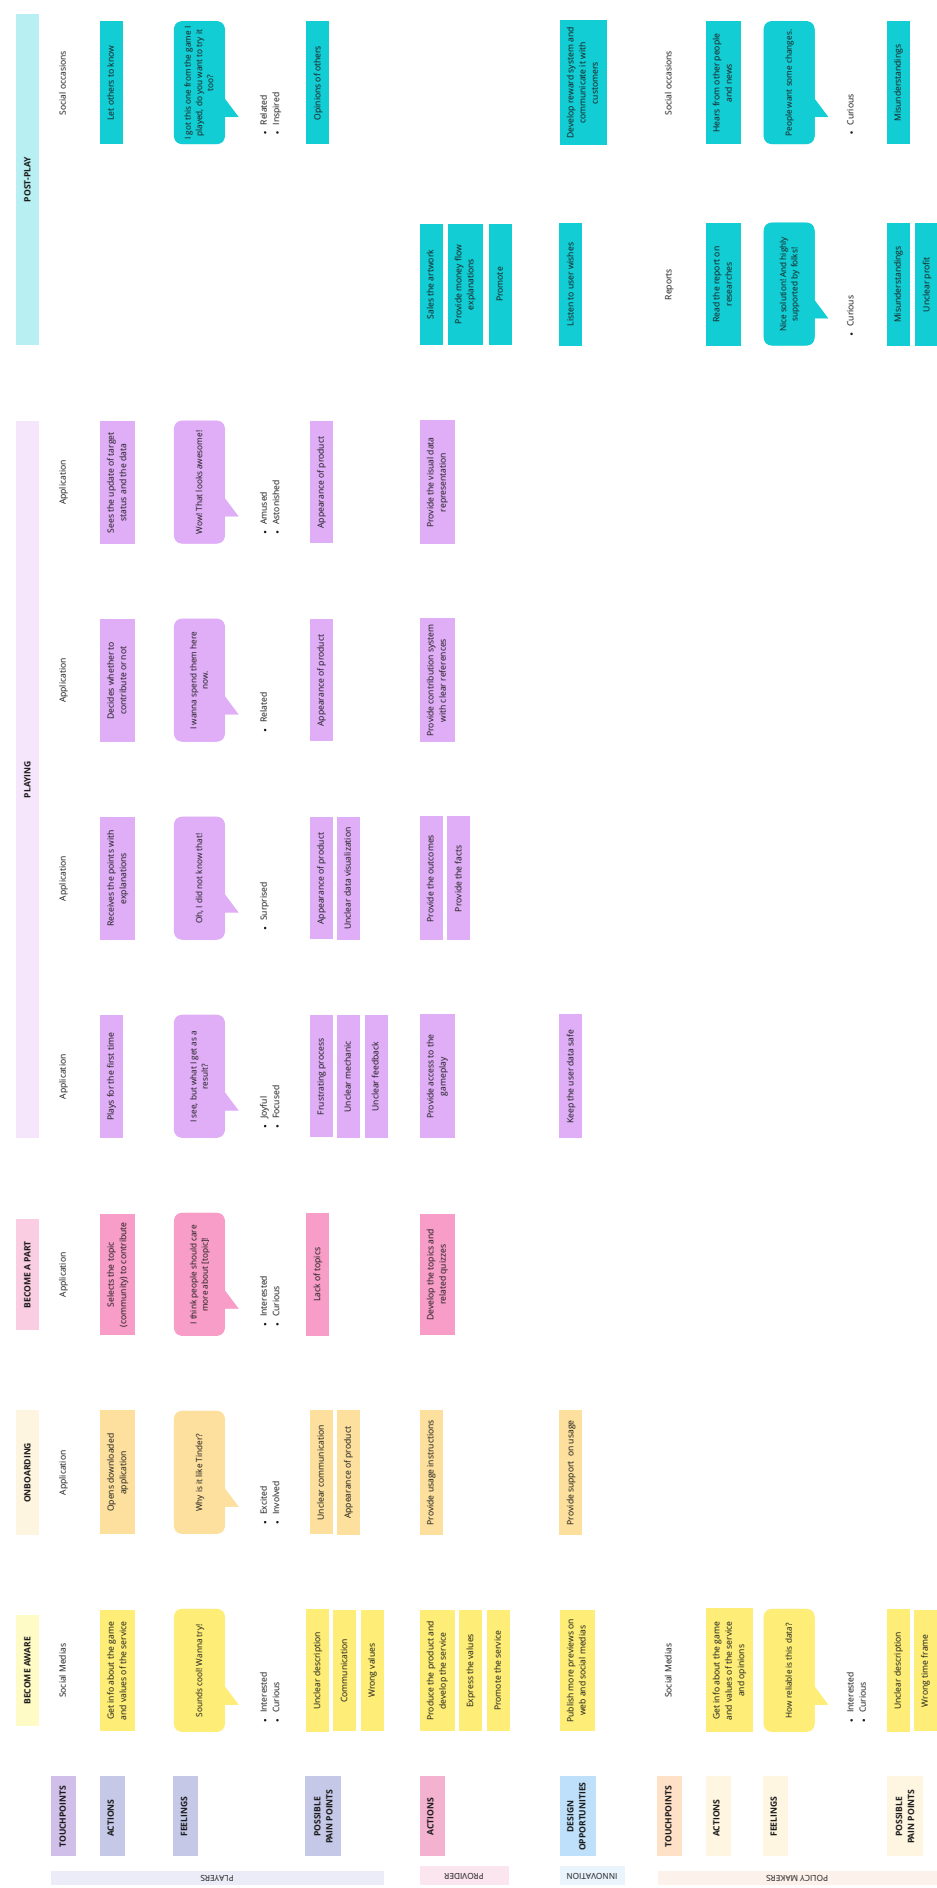 BECOME AWARE
ONBOARDING
BECOME A PART
PLAYING
POST-PLAY
PLAYERS
TOUCHPOINTS
Social Medias
Application
Application
Application
Application
Application
Application
Social occasions
ACTIONS
Get info about the game
and values of the service
Opens downloaded
application
Selects the topic
(community) to contribute
Plays for the first time
Receives the points with
explanations
Decides whether to
contribute or not
Sees the update of target
status and the data
Let others to know
FEELINGS
Sounds cool! Wanna try!
Why is it like Tinder?
I think people should care
more about [topic]!
I see, but what I get as a
result?
Oh, I did not know that!
I wanna spend them here
now.
Wow! That looks awesome!
I got this one from the game I
played, do you want to try it
too?
• Interested
• Curious
• Excited
• Involved
• Interested
• Curious
• Joyful
• Focused
• Surprised
• Related
• Amused
• Astonished
• Related
• Inspired
POSSIBLE
PAIN POINTS
Unclear description
Communication
Wrong values
Unclear communication
Appearance of product
Lack of topics
Frustrating process
Unclear mechanic
Unclear feedback
Appearance of product
Unclear data visualization
Appearance of product
Appearance of product
Opinions of others
PROVIDER
ACTIONS
Produce the product and
develop the service
Express the values
Promote the service
Provide usage instructions
Develop the topics and
related quizzes
Provide access to the
gameplay
Provide the outcomes
Provide the facts
Provide contribution system
with clear references
Provide the visual data
representation
Sales the artwork
Provide money flow
explanations
Promote
INNOVATION
DESIGN
OPPORTUNITIES
Publish more previews on
web and social medias
Provide support on usage
Keep the user data safe
Listen to user wishes
Develop reward system and
communicate it with
customers
POLICY MAKERS
TOUCHPOINTS
Social Medias
Reports
Social occasions
ACTIONS
Get info about the game
and values of the service
and opinions
Read the report on
researches
Hears from other people
and news
FEELINGS
How reliable is this data?
Nice solution! And highly
supported by folks!
People want some changes.
• Interested
• Curious
• Curious
• Curious
POSSIBLE
PAIN POINTS
Unclear description
Wrong time frame
Misunderstandings
Unclear profit
Misunderstandings